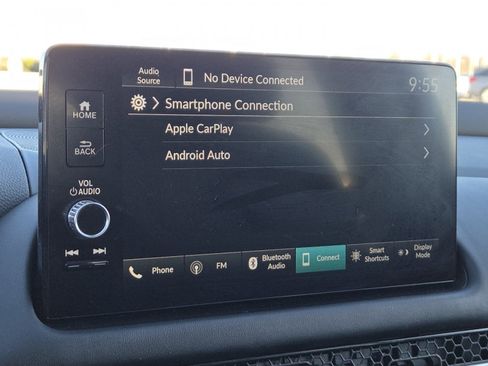 Audio
Source
No Device Connected
9:55
HOME
Smartphone Connection
Apple CarPlay
BACK
Android Auto
VOL
AUDIO
Phone
FM
Bluetooth
Audio
Connect
Smart
Shortcuts
Display
Mode